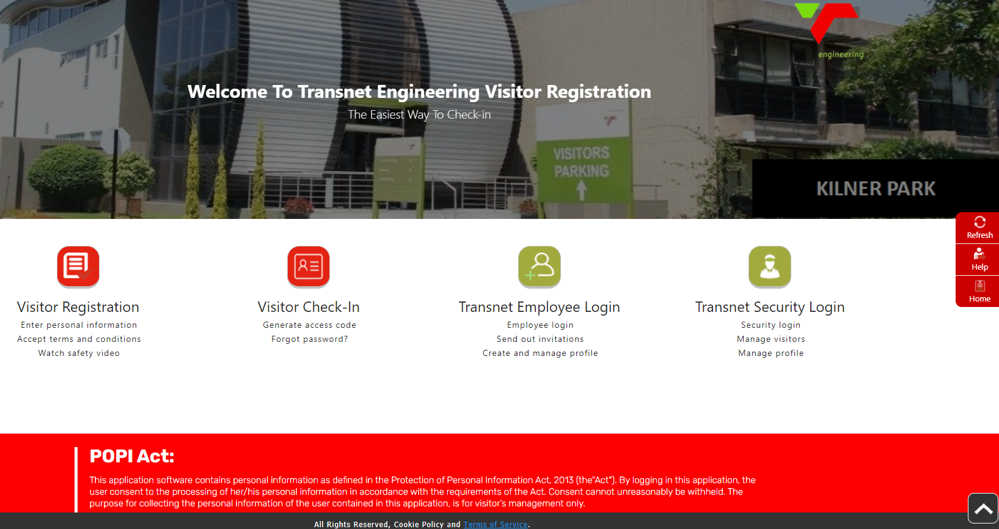 engineering
Welcome To Transnet Engineering Visitor Registration
The Easiest Way To Check-in
VISITORS
PARKING
KILNER PARK
Refresh
Help
Home
Visitor Registration
Enter personal information
Accept terms and conditions
Watch safety video
Visitor Check-In
Generate access code
Forgot password?
Transnet Employee Login
Employee login
Send out invitations
Create and manage profile
Transnet Security Login
Security login
Manage visitors
Manage profile
POPI Act:
This application software contains personal information as defined in the Protection of Personal Information Act, 2013 (the"Act"). By logging in this application, the
user consent to the processing of her/his personal information in accordance with the requirements of the Act. Consent cannot unreasonably be withheld. The
purpose for collecting the personal information of the user contained in this application, is for visitor's management only.
All Rights Reserved, Cookie Policy and Terms of Service.